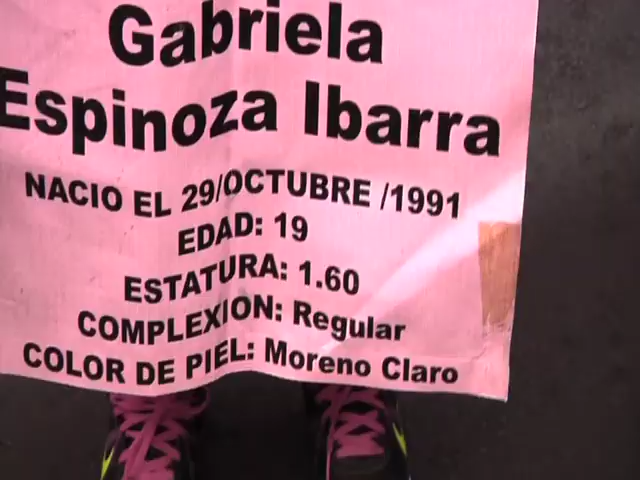 Gabriela
Espinoza Ibarra
NACIO EL 29/OCTUBRE /1991
EDAD: 19
ESTATURA: 1.60
COMPLEXION: Regular
COLOR DE PIEL: Moreno Claro